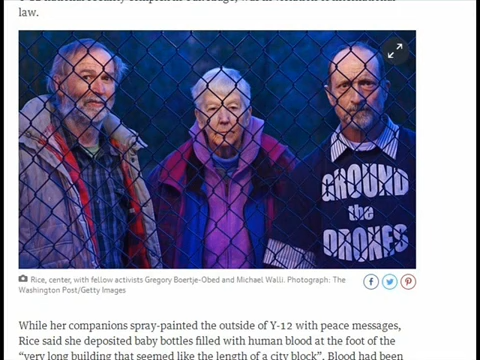 law.
GROUND
the
DRONES
Rice, center, with fellow activists Gregory Boertje-Obed and Michael Walli. Photograph: The
Washington Post/Getty Images
While her companions spray-painted the outside of Y-12 with peace messages,
Rice said she deposited baby bottles filled with human blood at the foot of the
“very long building that seemed like the length of a city block”. Blood had been